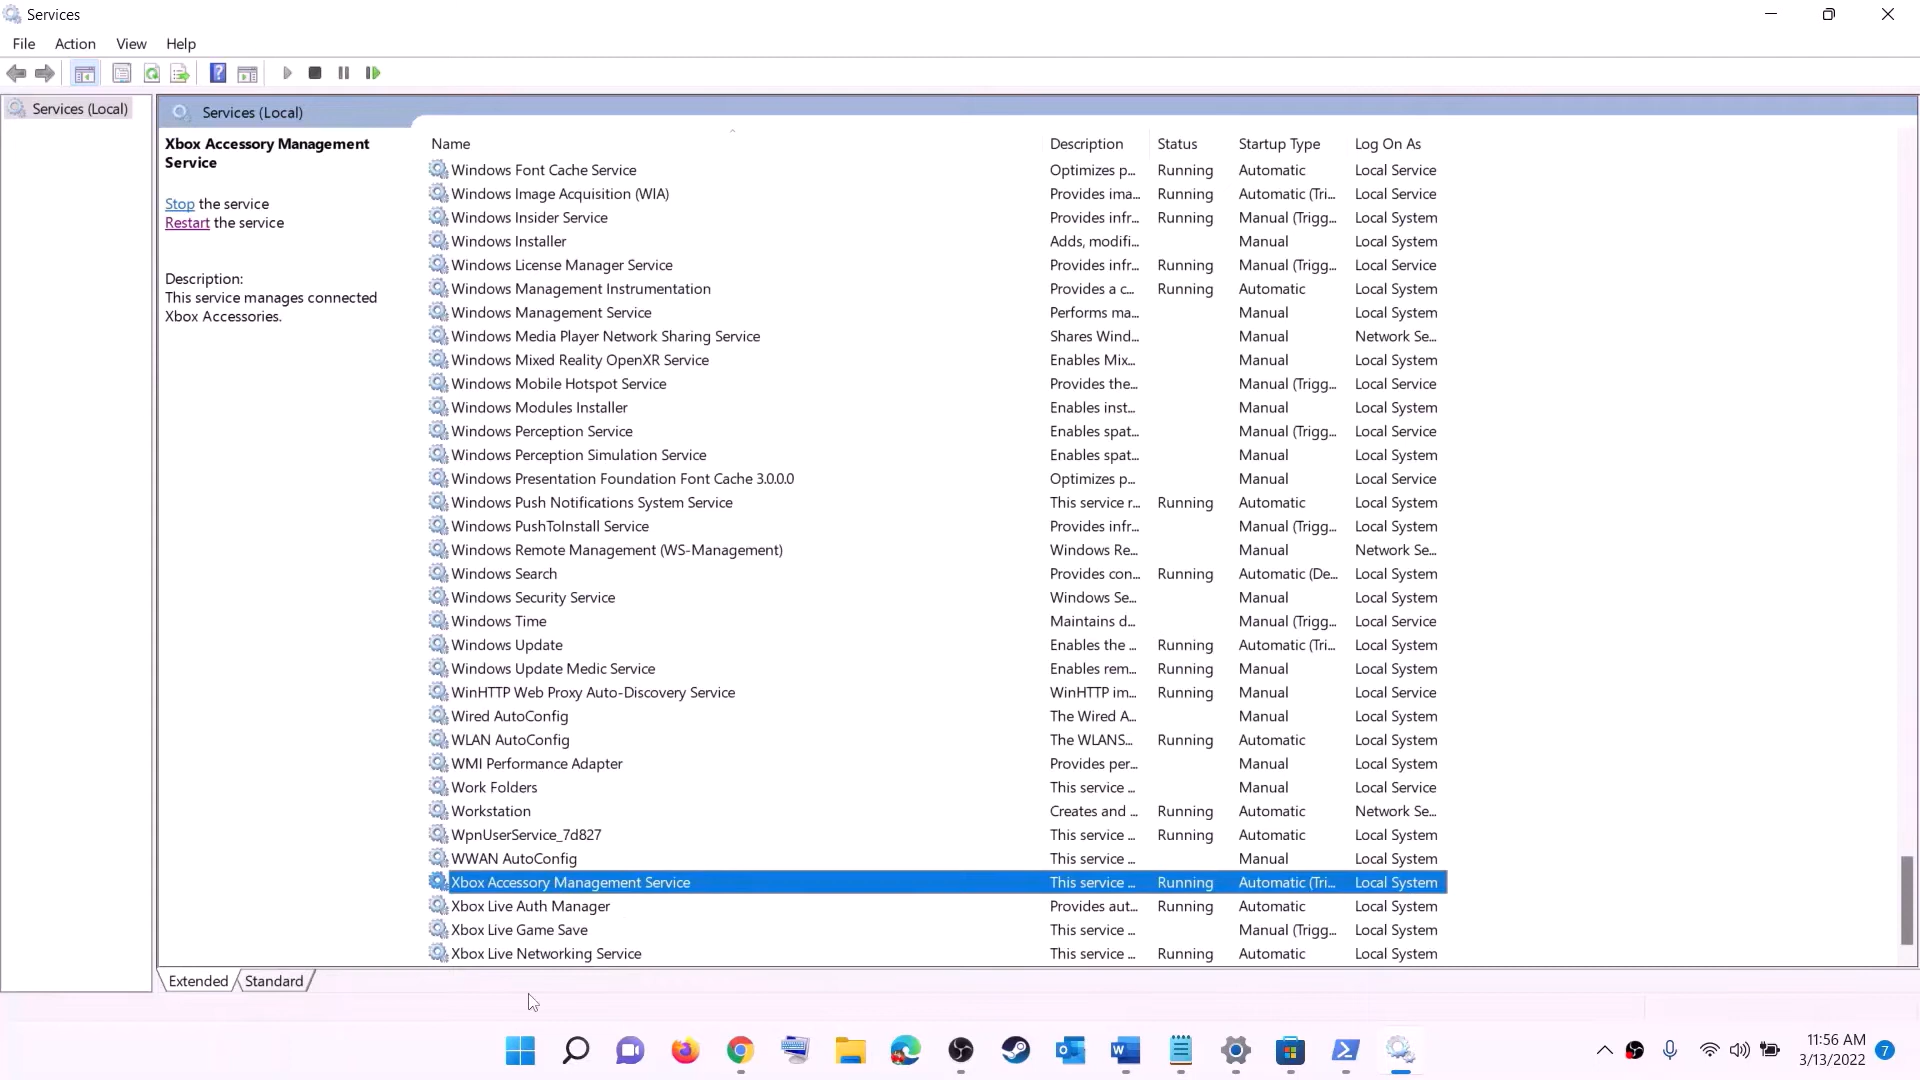 Services
File Action View Help
Services (Local)
Services (Local)
Xbox Accessory Management
Service
Stop the service
Restart the service
Description:
This service manages connected
Xbox Accessories.
Name Description Status Startup Type Log On As
Windows Font Cache Service Optimizes p... Running Automatic Local Service
Windows Image Acquisition (WIA) Provides ima... Running Automatic (Tri... Local Service
Windows Insider Service Provides infr... Running Manual (Trigg... Local System
Windows Installer Adds, modifi... Manual Local System
Windows License Manager Service Provides infr... Running Manual (Trigg... Local Service
Windows Management Instrumentation Provides a c... Running Automatic Local System
Windows Management Service Performs ma... Manual Local System
Windows Media Player Network Sharing Service Shares Wind... Manual Network Se...
Windows Mixed Reality OpenXR Service Enables Mix... Manual Local System
Windows Mobile Hotspot Service Provides the... Manual (Trigg... Local Service
Windows Modules Installer Enables inst... Manual Local System
Windows Perception Service Enables spat... Manual (Trigg... Local Service
Windows Perception Simulation Service Enables spat... Manual Local System
Windows Presentation Foundation Font Cache 3.0.0.0 Optimizes p... Manual Local Service
Windows Push Notifications System Service This service r... Running Automatic Local System
Windows PushToInstall Service Provides infr... Manual (Trigg... Local System
Windows Remote Management (WS-Management) Windows Re... Manual Network Se...
Windows Search Provides con... Running Automatic (De... Local System
Windows Security Service Windows Se... Manual Local System
Windows Time Maintains d... Manual (Trigg... Local Service
Windows Update Enables the ... Running Automatic (Tri... Local System
Windows Update Medic Service Enables rem... Running Manual Local System
WinHTTP Web Proxy Auto-Discovery Service WinHTTP im... Running Manual Local Service
Wired AutoConfig The Wired A... Manual Local System
WLAN AutoConfig The WLANS... Running Automatic Local System
WMI Performance Adapter Provides per... Manual Local System
Work Folders This service ... Manual Local Service
Workstation Creates and ... Running Automatic Network Se...
WpnUserService_7d827 This service ... Running Automatic Local System
WWAN AutoConfig This service ... Manual Local System
Xbox Accessory Management Service This service ... Running Automatic (Tri... Local System
Xbox Live Auth Manager Provides aut... Running Automatic Local System
Xbox Live Game Save This service ... Manual (Trigg... Local System
Xbox Live Networking Service This service ... Running Automatic Local System
Extended Standard
11:56 AM
3/13/2022
7